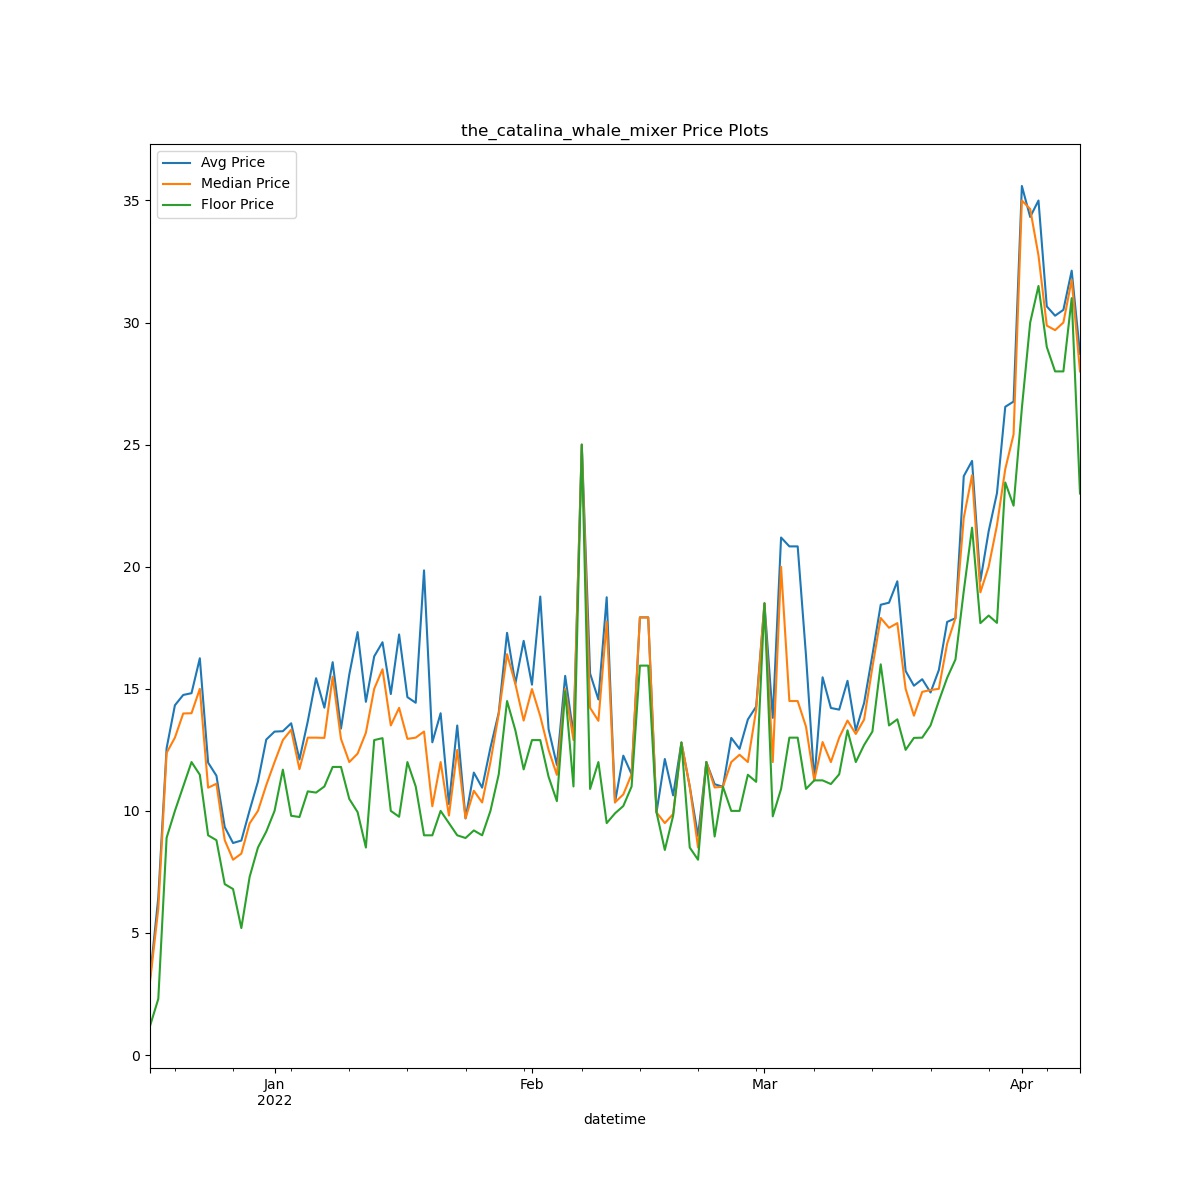 the_catalina_whale_mixer Price Plots
Avg Price
Median Price
Floor Price
35
30
25
20
15
10
5
0
Jan
2022
Feb
Mar
Apr
datetime